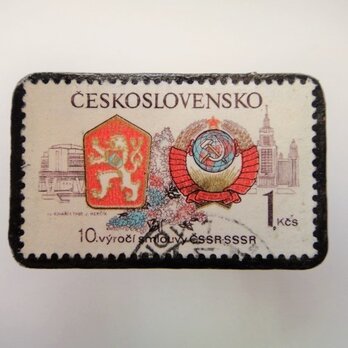 ČESKOSLOVENSKO
1 Kčs
10. výročí smlouvy ČSSR-SSSR